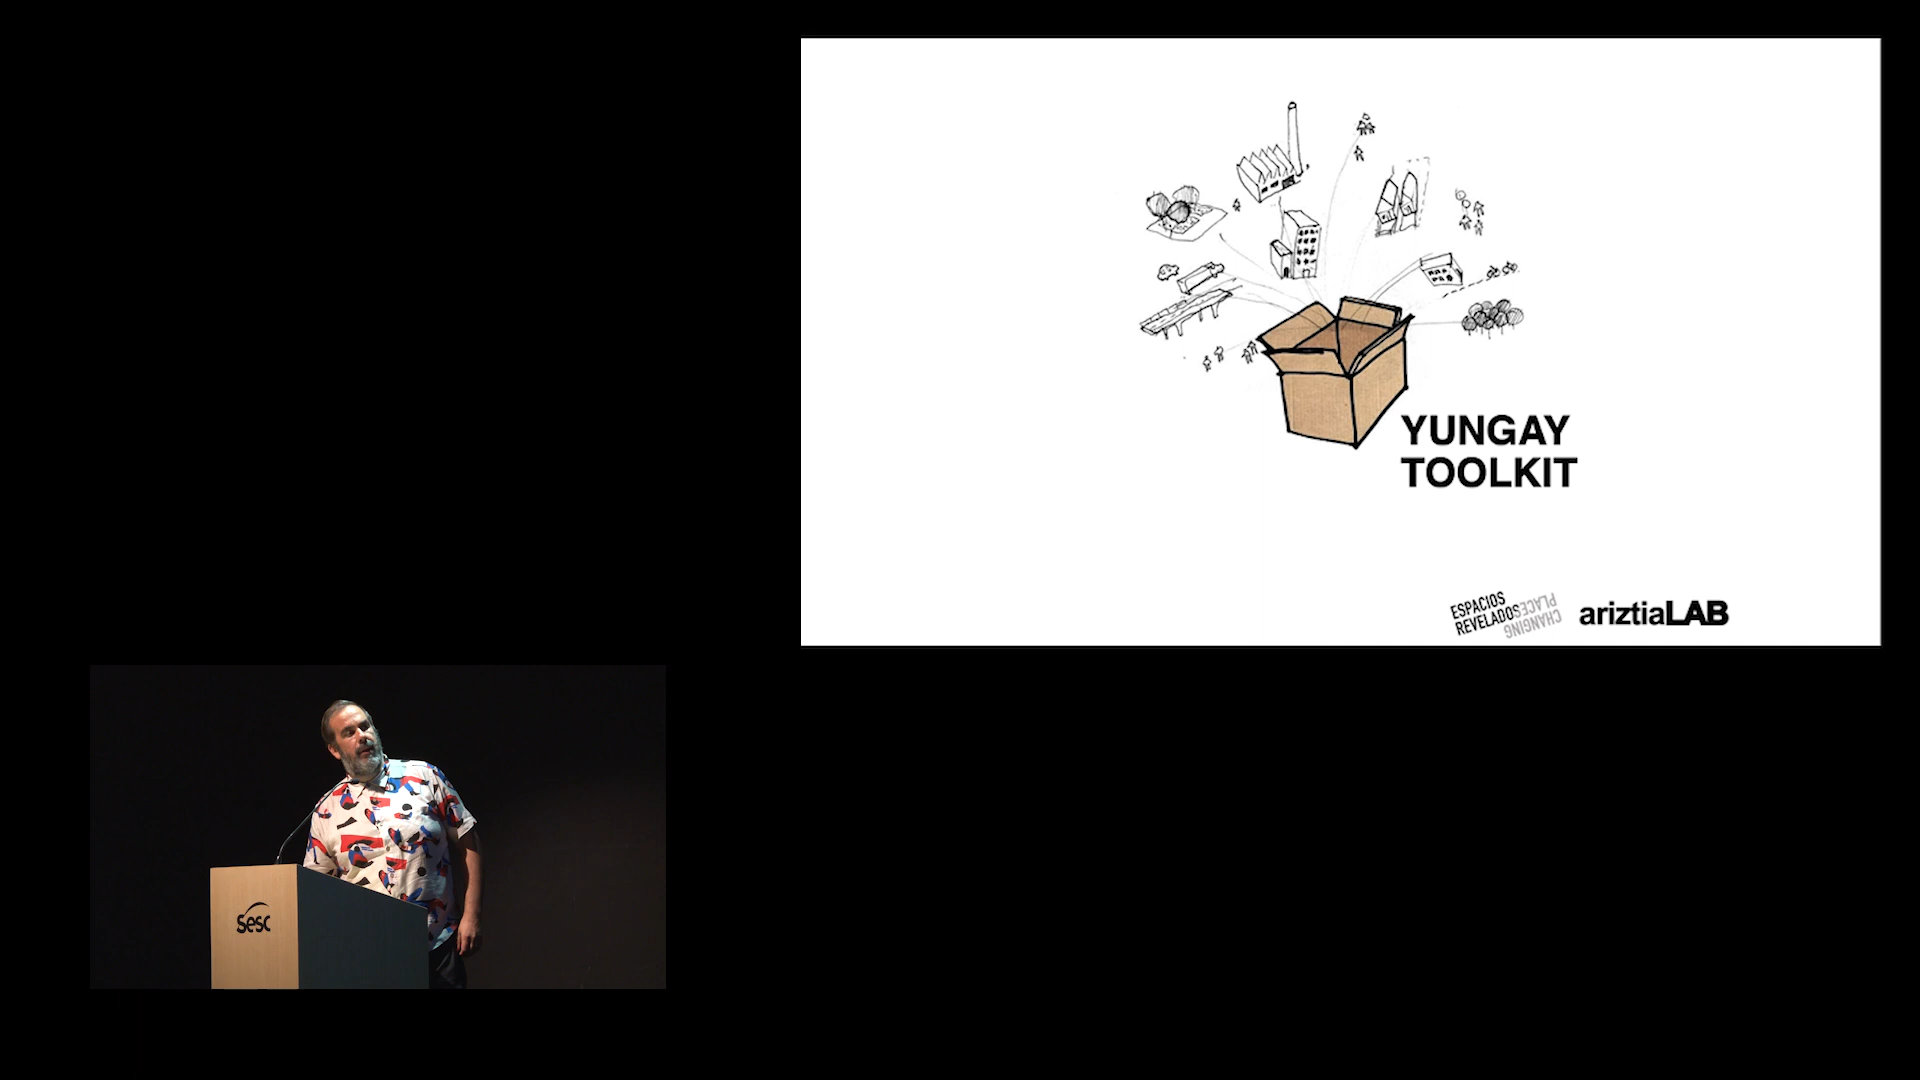 YUNGAY
TOOLKIT
ESPACIOS
REVELADOS
CHANGING
PLACES
ariztiaLAB
Sesc